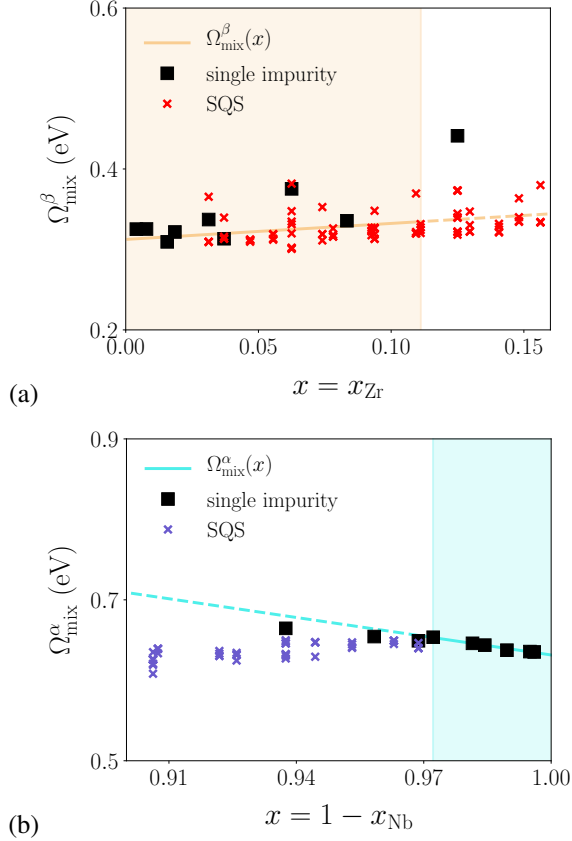 0.6
Ω^β_mix(x)
single impurity
SQS
0.4
0.2
Ω^β_mix (eV)
0.00 0.05 0.10 0.15
x = x_Zr
(a)
0.9
Ω^α_mix(x)
single impurity
SQS
0.7
0.5
Ω^α_mix (eV)
0.91 0.94 0.97 1.00
x = 1 − x_Nb
(b)